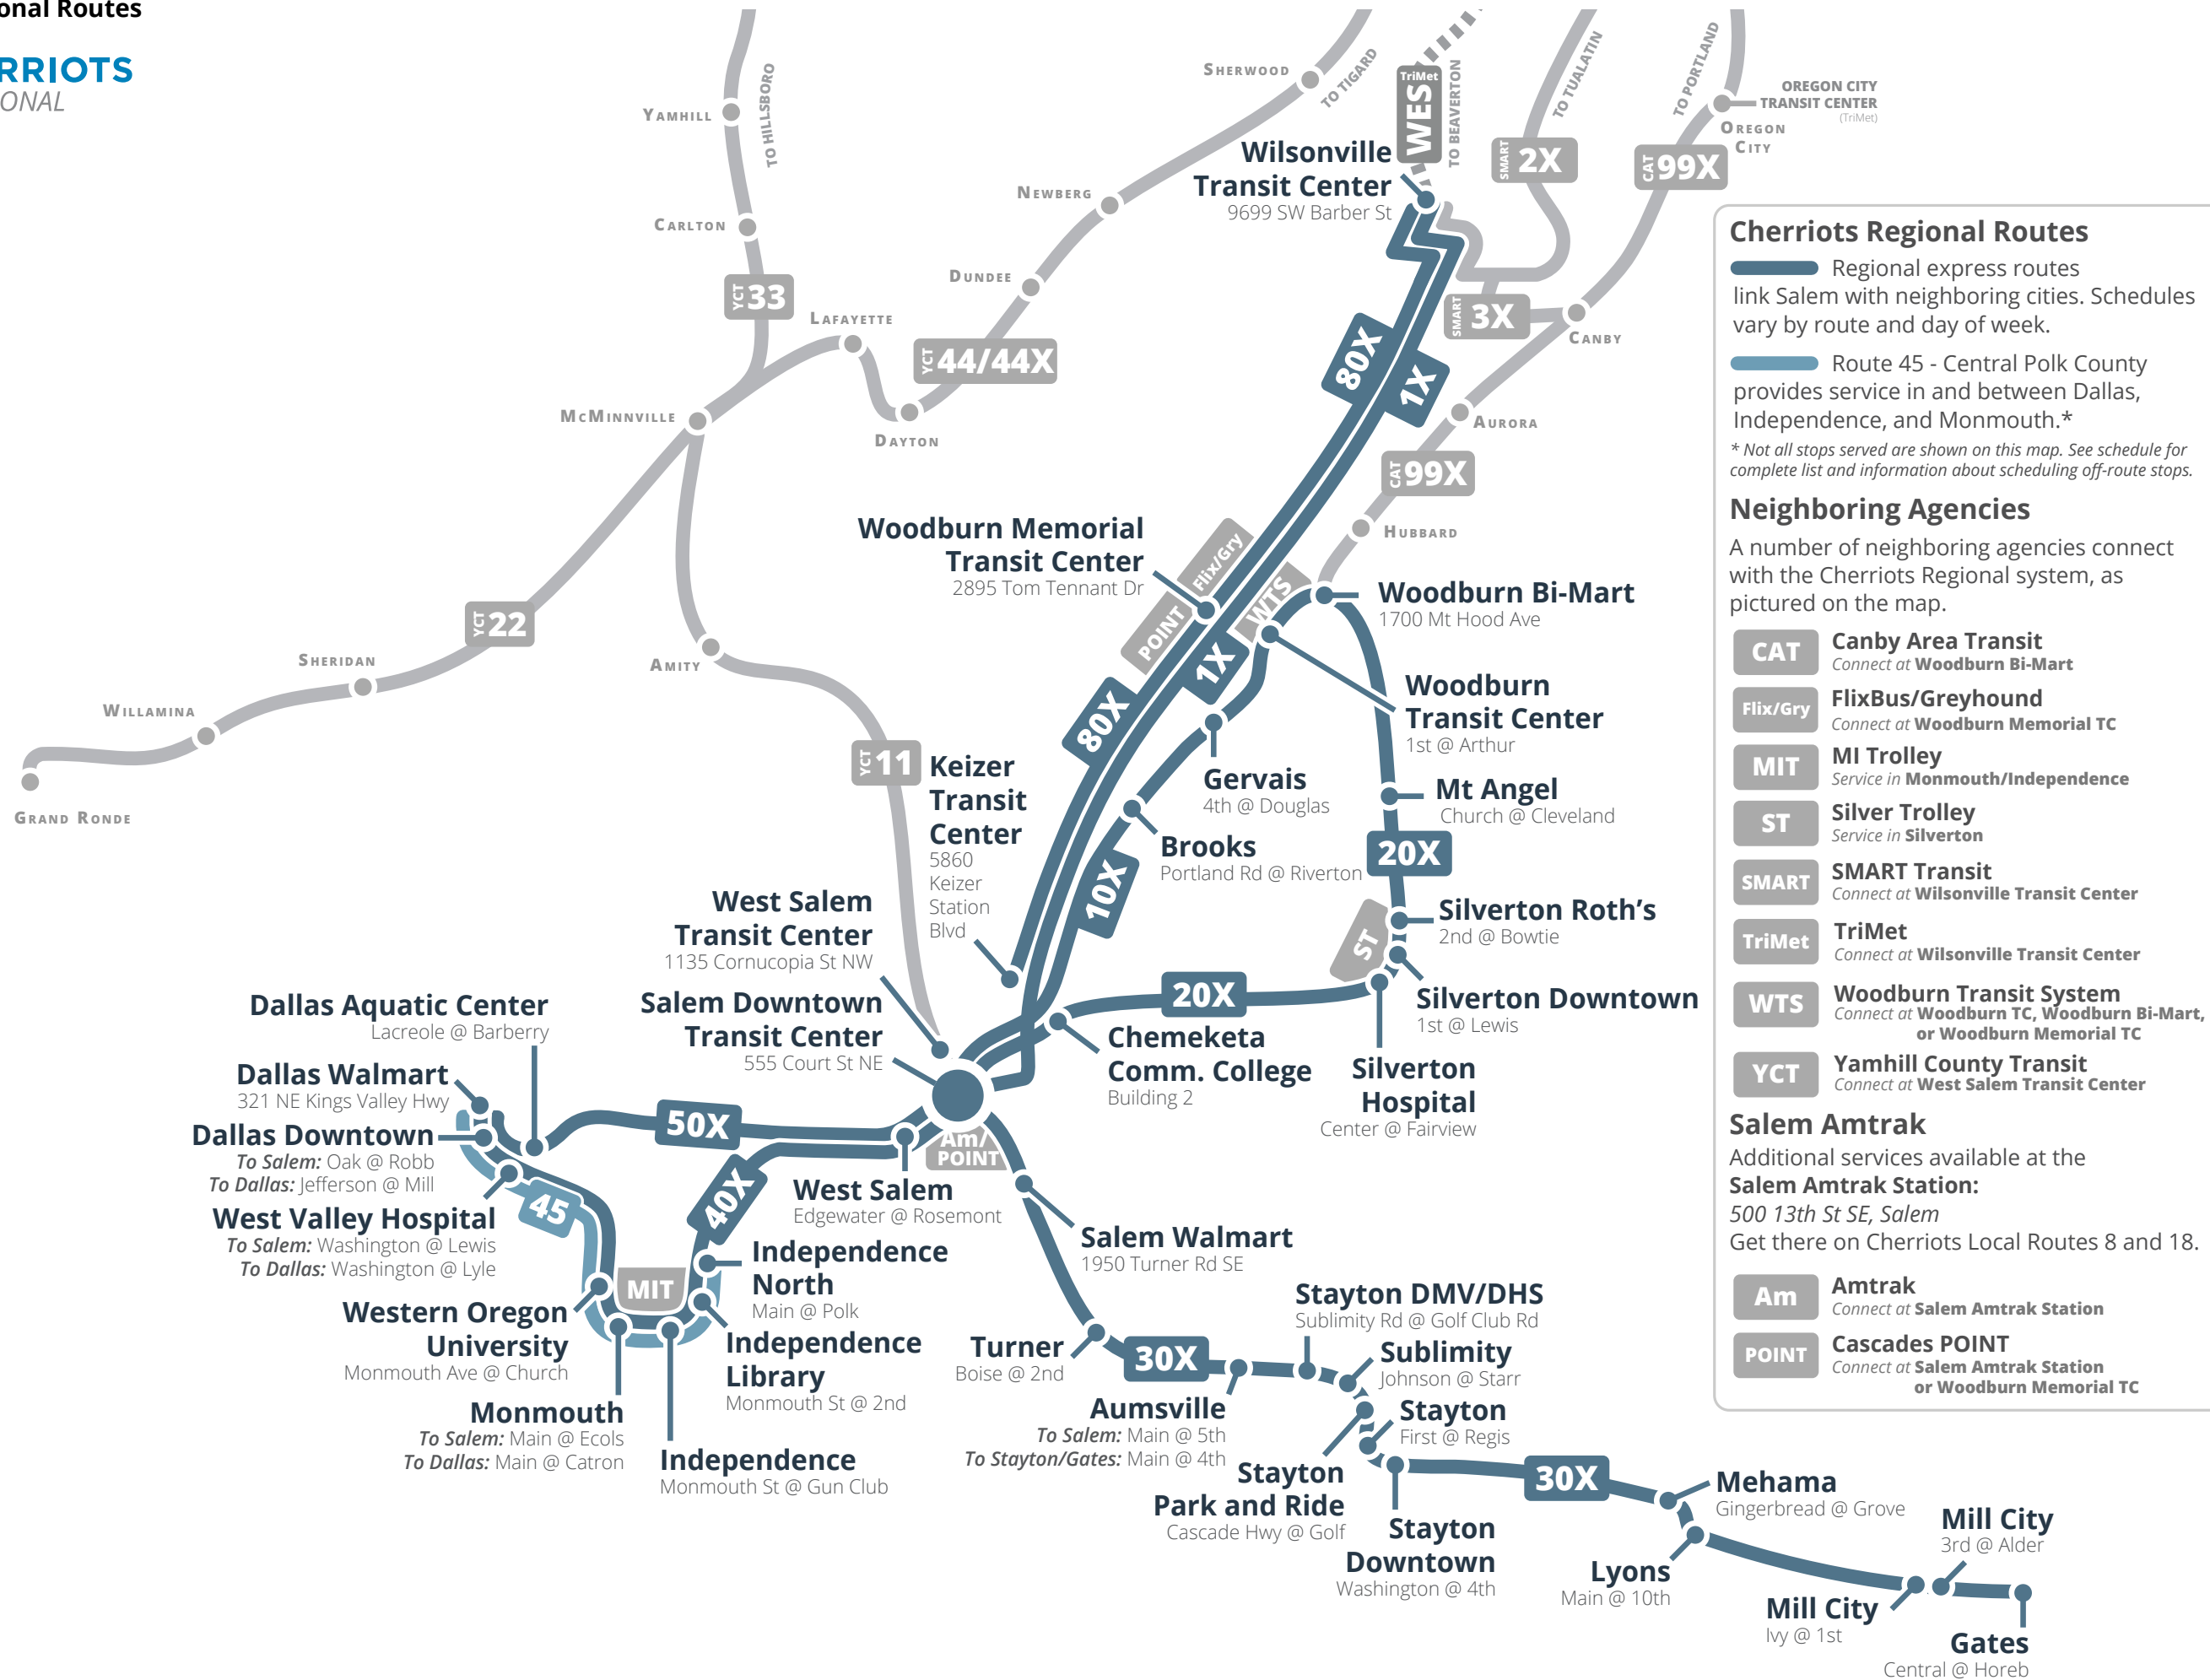 onal Routes
RRIOTS
ONAL
YAMHILL
TO HILLSBORO
CARLTON
YCT 33
LAFAYETTE
MCMINNVILLE
DAYTON
YCT 44/44X
DUNDEE
NEWBERG
SHERWOOD
TO TIGARD
TriMet
WES
TO BEAVERTON
SMART 2X
TO TUALATIN
TO PORTLAND
CAT 99X
OREGON CITY
TRANSIT CENTER
(TriMet)
OREGON
CITY
Wilsonville
Transit Center
9699 SW Barber St
SMART 3X
CANBY
80X
1X
AURORA
CAT 99X
HUBBARD
Woodburn Memorial
Transit Center
2895 Tom Tennant Dr
Flix/Gry
POINT
WTS
Woodburn Bi-Mart
1700 Mt Hood Ave
YCT 22
SHERIDAN
WILLAMINA
GRAND RONDE
AMITY
YCT 11
80X
1X
Woodburn
Transit Center
1st @ Arthur
Gervais
4th @ Douglas
Brooks
Portland Rd @ Riverton
10X
Mt Angel
Church @ Cleveland
20X
Silverton Roth's
2nd @ Bowtie
ST
Silverton Downtown
1st @ Lewis
20X
Silverton
Hospital
Center @ Fairview
Chemeketa
Comm. College
Building 2
Keizer
Transit
Center
5860
Keizer
Station
Blvd
West Salem
Transit Center
1135 Cornucopia St NW
Salem Downtown
Transit Center
555 Court St NE
Dallas Aquatic Center
Lacreole @ Barberry
Dallas Walmart
321 NE Kings Valley Hwy
Dallas Downtown
To Salem: Oak @ Robb
To Dallas: Jefferson @ Mill
West Valley Hospital
To Salem: Washington @ Lewis
To Dallas: Washington @ Lyle
45
50X
40X
Am/
POINT
West Salem
Edgewater @ Rosemont
MIT
Independence
North
Main @ Polk
Western Oregon
University
Monmouth Ave @ Church
Independence
Library
Monmouth St @ 2nd
Monmouth
To Salem: Main @ Ecols
To Dallas: Main @ Catron
Independence
Monmouth St @ Gun Club
Salem Walmart
1950 Turner Rd SE
Turner
Boise @ 2nd
30X
Aumsville
To Salem: Main @ 5th
To Stayton/Gates: Main @ 4th
Stayton DMV/DHS
Sublimity Rd @ Golf Club Rd
Sublimity
Johnson @ Starr
Stayton
First @ Regis
Stayton
Park and Ride
Cascade Hwy @ Golf
Stayton
Downtown
Washington @ 4th
30X
Mehama
Gingerbread @ Grove
Lyons
Main @ 10th
Mill City
3rd @ Alder
Mill City
Ivy @ 1st
Gates
Central @ Horeb
Cherriots Regional Routes
Regional express routes
link Salem with neighboring cities. Schedules
vary by route and day of week.
Route 45 - Central Polk County
provides service in and between Dallas,
Independence, and Monmouth.*
* Not all stops served are shown on this map. See schedule for
complete list and information about scheduling off-route stops.
Neighboring Agencies
A number of neighboring agencies connect
with the Cherriots Regional system, as
pictured on the map.
CAT
Canby Area Transit
Connect at Woodburn Bi-Mart
Flix/Gry
FlixBus/Greyhound
Connect at Woodburn Memorial TC
MIT
MI Trolley
Service in Monmouth/Independence
ST
Silver Trolley
Service in Silverton
SMART
SMART Transit
Connect at Wilsonville Transit Center
TriMet
TriMet
Connect at Wilsonville Transit Center
WTS
Woodburn Transit System
Connect at Woodburn TC, Woodburn Bi-Mart,
or Woodburn Memorial TC
YCT
Yamhill County Transit
Connect at West Salem Transit Center
Salem Amtrak
Additional services available at the
Salem Amtrak Station:
500 13th St SE, Salem
Get there on Cherriots Local Routes 8 and 18.
Am
Amtrak
Connect at Salem Amtrak Station
POINT
Cascades POINT
Connect at Salem Amtrak Station
or Woodburn Memorial TC